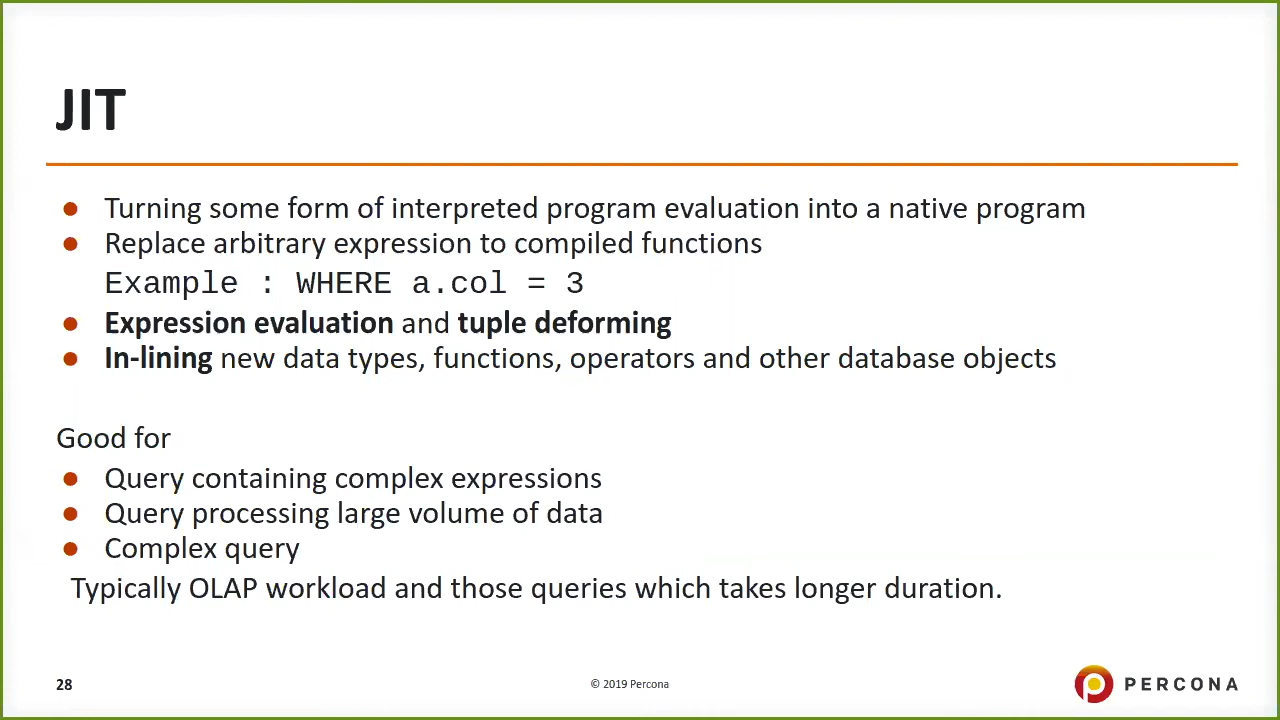 JIT
● Turning some form of interpreted program evaluation into a native program
● Replace arbitrary expression to compiled functions
Example : WHERE a.col = 3
● Expression evaluation and tuple deforming
● In-lining new data types, functions, operators and other database objects
Good for
● Query containing complex expressions
● Query processing large volume of data
● Complex query
Typically OLAP workload and those queries which takes longer duration.
28
© 2019 Percona
PERCONA